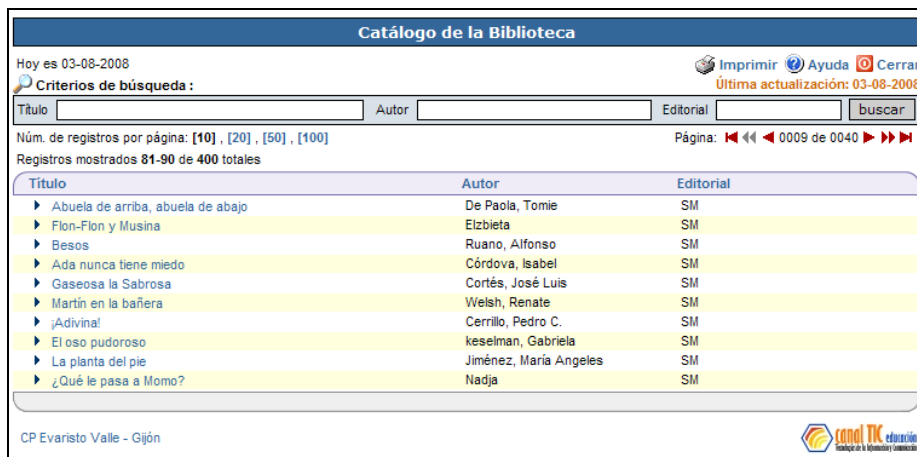 Catálogo de la Biblioteca
Hoy es 03-08-2008 Imprimir Ayuda Cerrar
Criterios de búsqueda : Última actualización: 03-08-2008
Título Autor Editorial buscar
Núm. de registros por página: [10] , [20] , [50] , [100] Página: 0009 de 0040
Registros mostrados 81-90 de 400 totales
Título Autor Editorial
Abuela de arriba, abuela de abajo De Paola, Tomie SM
Flon-Flon y Musina Elzbieta SM
Besos Ruano, Alfonso SM
Ada nunca tiene miedo Córdova, Isabel SM
Gaseosa la Sabrosa Cortés, José Luis SM
Martín en la bañera Welsh, Renate SM
¡Adivina! Cerrillo, Pedro C. SM
El oso pudoroso keselman, Gabriela SM
La planta del pie Jiménez, María Angeles SM
¿Qué le pasa a Momo? Nadja SM
CP Evaristo Valle - Gijón canal TIC educación
Tecnologías de la Información y Comunicación